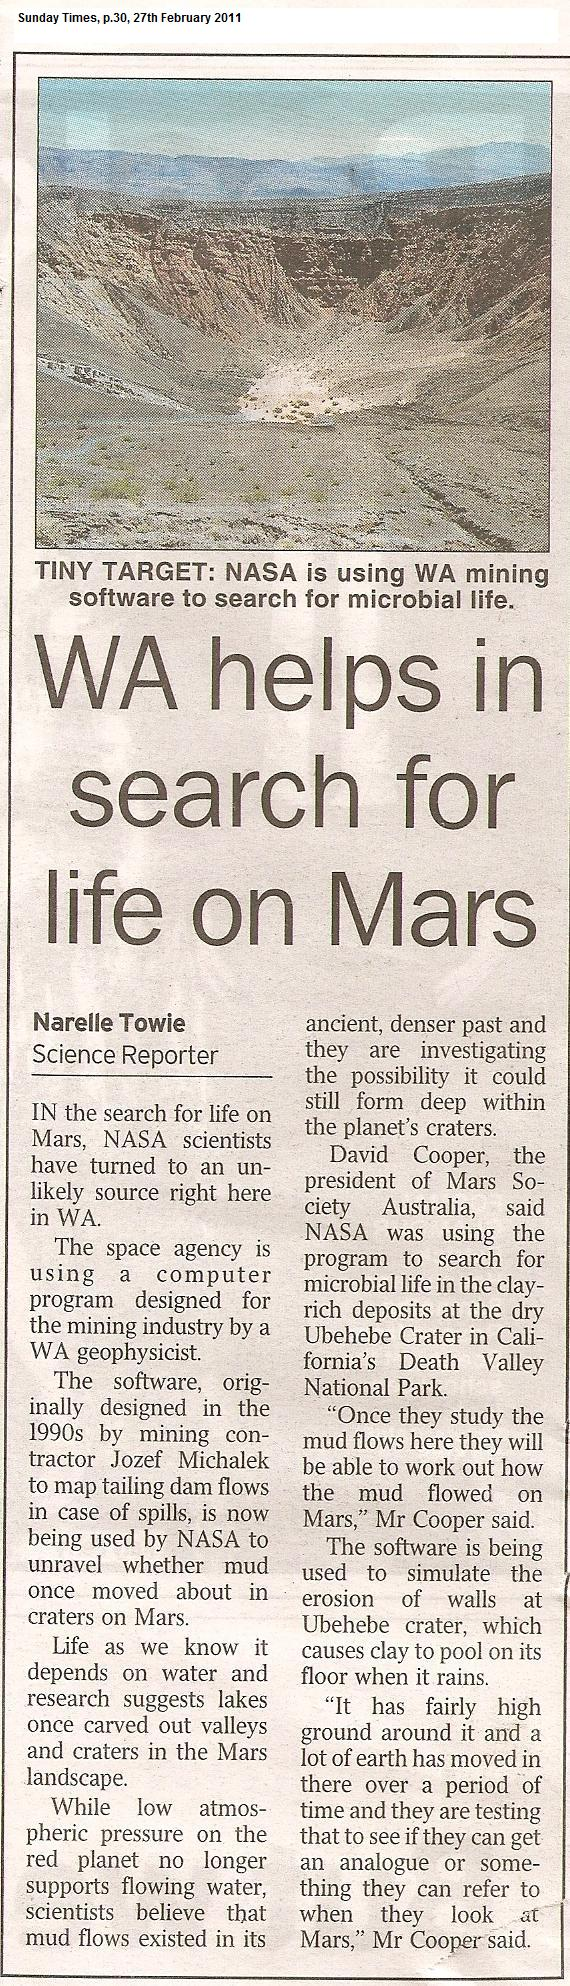 Sunday Times, p.30, 27th February 2011
TINY TARGET: NASA is using WA mining
software to search for microbial life.
WA helps in
search for
life on Mars
Narelle Towie
Science Reporter
IN the search for life on
Mars, NASA scientists
have turned to an un-
likely source right here
in WA.
The space agency is
using a computer
program designed for
the mining industry by a
WA geophysicist.
The software, orig-
inally designed in the
1990s by mining con-
tractor Jozef Michalek
to map tailing dam flows
in case of spills, is now
being used by NASA to
unravel whether mud
once moved about in
craters on Mars.
Life as we know it
depends on water and
research suggests lakes
once carved out valleys
and craters in the Mars
landscape.
While low atmos-
pheric pressure on the
red planet no longer
supports flowing water,
scientists believe that
mud flows existed in its
ancient, denser past and
they are investigating
the possibility it could
still form deep within
the planet's craters.
David Cooper, the
president of Mars So-
ciety Australia, said
NASA was using the
program to search for
microbial life in the clay-
rich deposits at the dry
Ubehebe Crater in Cali-
fornia's Death Valley
National Park.
“Once they study the
mud flows here they will
be able to work out how
the mud flowed on
Mars,” Mr Cooper said.
The software is being
used to simulate the
erosion of walls at
Ubehebe crater, which
causes clay to pool on its
floor when it rains.
“It has fairly high
ground around it and a
lot of earth has moved in
there over a period of
time and they are testing
that to see if they can get
an analogue or some-
thing they can refer to
when they look at
Mars,” Mr Cooper said.